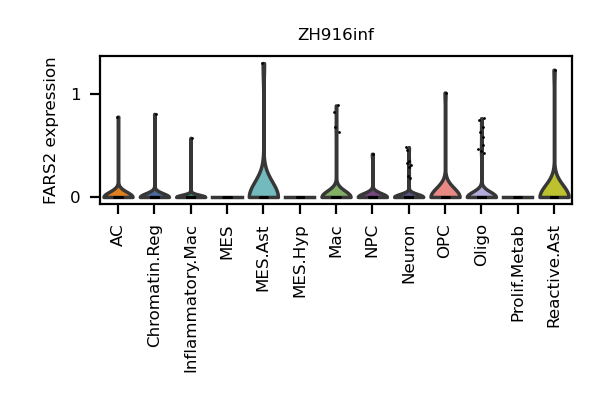 ZH916inf
FARS2 expression
1
0
AC
Chromatin.Reg
Inflammatory.Mac
MES
MES.Ast
MES.Hyp
Mac
NPC
Neuron
OPC
Oligo
Prolif.Metab
Reactive.Ast